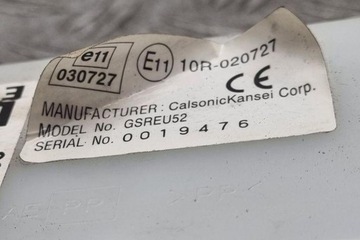 e11
030727
E11 10R-020727
CE
MANUFACTURER: CalsonicKansei Corp.
MODEL No. GSREU52
SERIAL No. 0019476